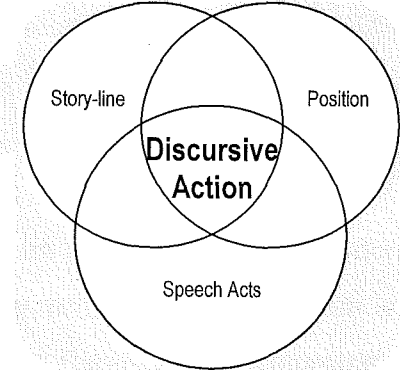 Story-line
Position
Discursive
Action
Speech Acts